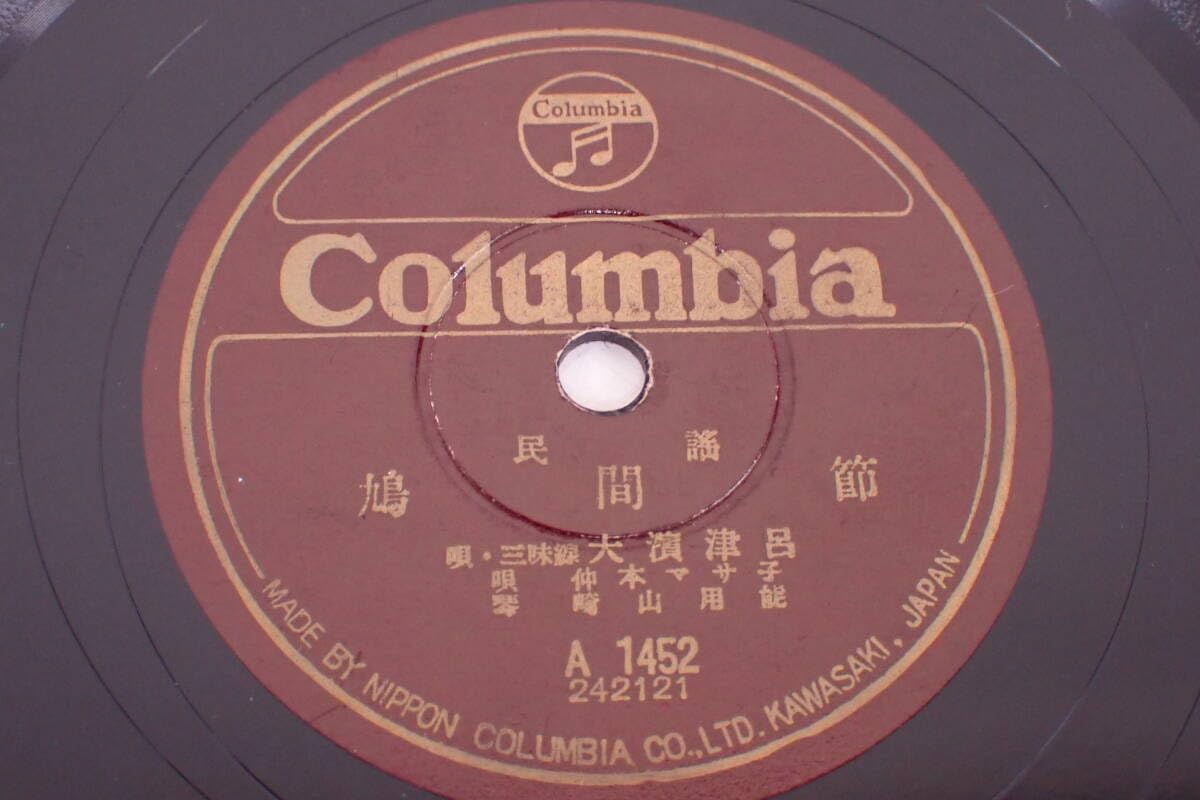 Columbia
Columbia
民謠
鳩間節
唄・三味線 大濱津呂
唄 仲本マサ子
琴 崎山用能
A 1452
242121
MADE BY NIPPON COLUMBIA CO., LTD. KAWASAKI, JAPAN